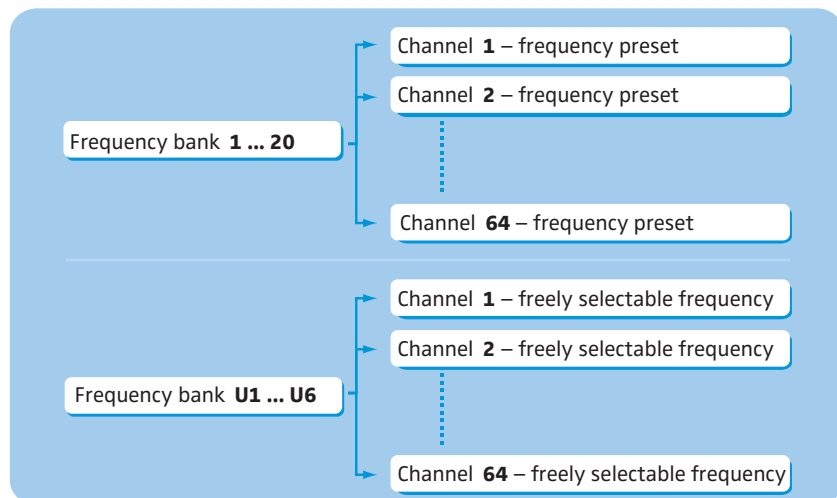 Channel 1 – frequency preset
Channel 2 – frequency preset
Frequency bank 1 ... 20
Channel 64 – frequency preset
Channel 1 – freely selectable frequency
Channel 2 – freely selectable frequency
Frequency bank U1 ... U6
Channel 64 – freely selectable frequency